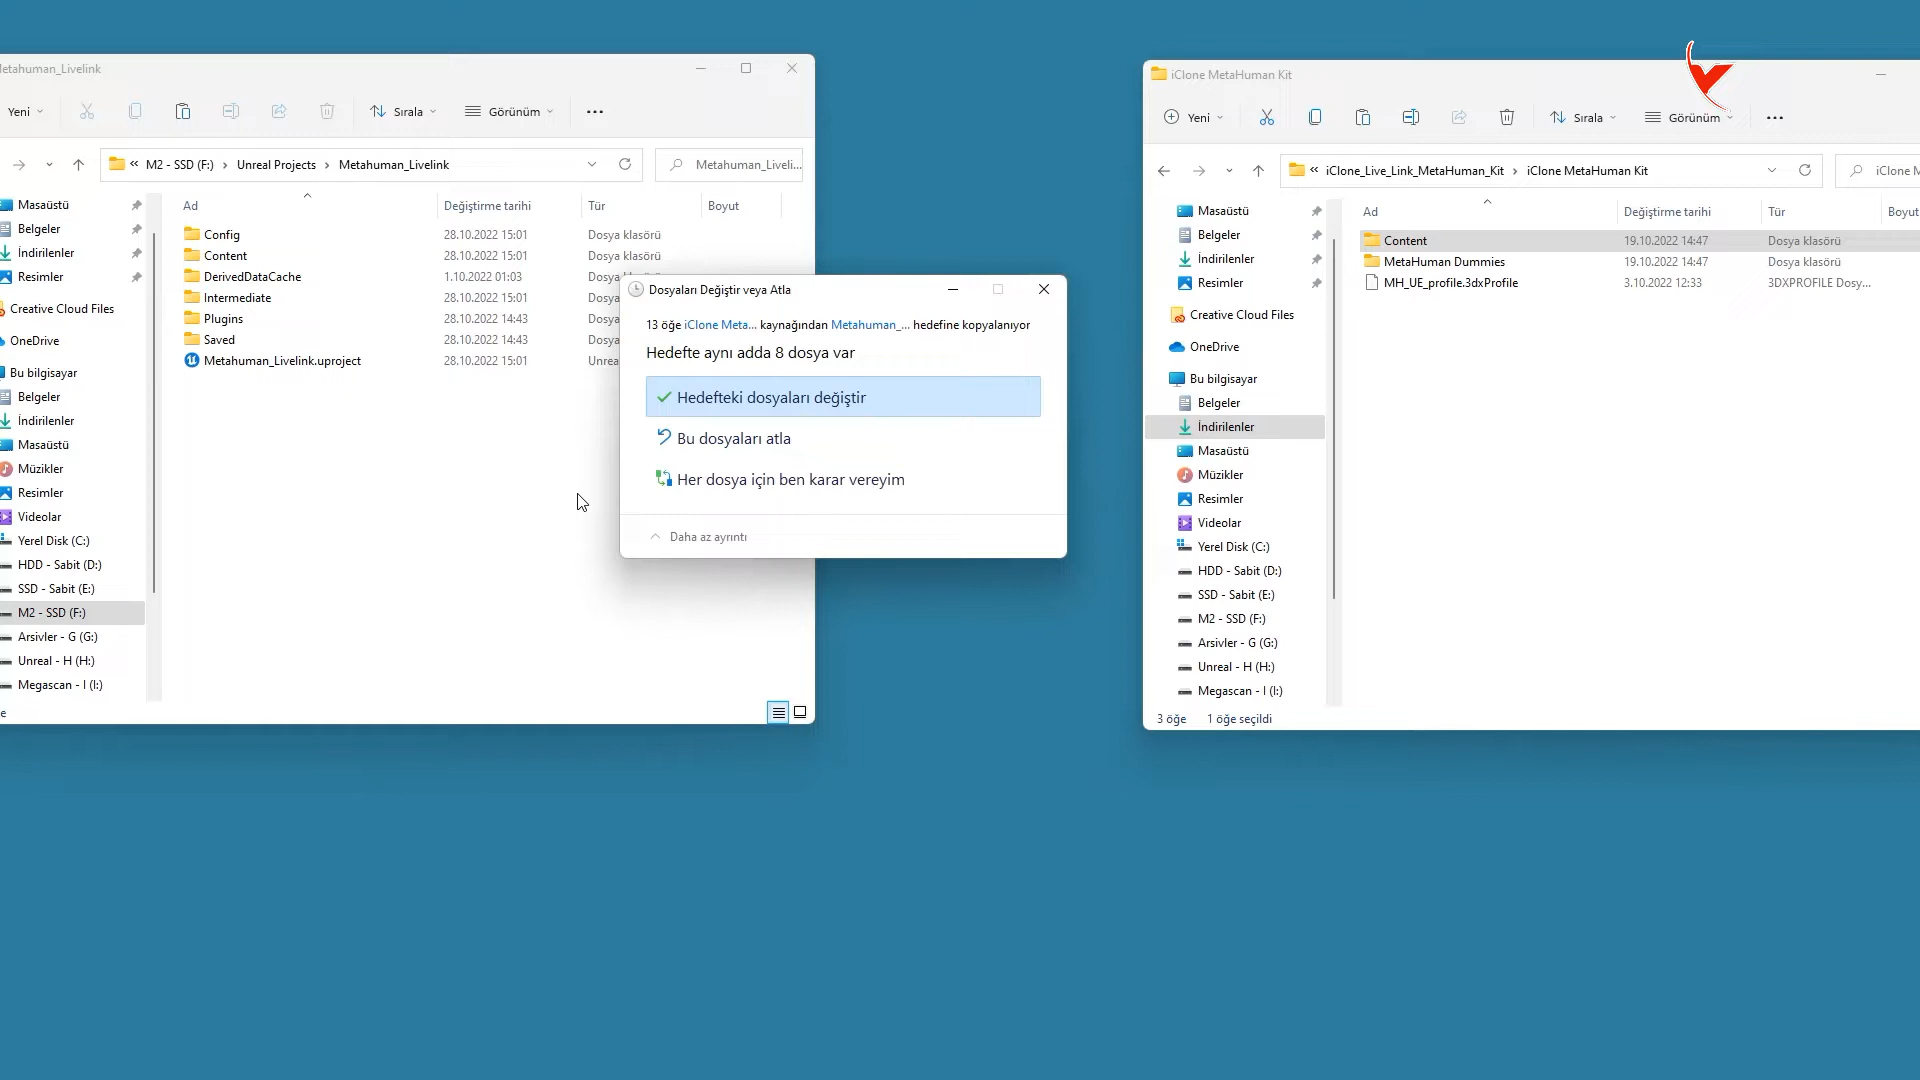 Metahuman_Livelink
Yeni
Sırala
Görünüm
M2 - SSD (F:)
Unreal Projects
Metahuman_Livelink
Metahuman_Liveli...
Ad
Değiştirme tarihi
Tür
Boyut
Masaüstü
Belgeler
İndirilenler
Resimler
Creative Cloud Files
OneDrive
Bu bilgisayar
Belgeler
İndirilenler
Masaüstü
Müzikler
Resimler
Videolar
Yerel Disk (C:)
HDD - Sabit (D:)
SSD - Sabit (E:)
M2 - SSD (F:)
Arsivler - G (G:)
Unreal - H (H:)
Megascan - I (I:)
Config 28.10.2022 15:01 Dosya klasörü
Content 28.10.2022 15:01 Dosya klasörü
DerivedDataCache 1.10.2022 01:03 Dosya
Intermediate 28.10.2022 15:01 Dosya
Plugins 28.10.2022 14:43 Dosya
Saved 28.10.2022 14:43 Dosya
Metahuman_Livelink.uproject 28.10.2022 15:01 Unrea
Dosyaları Değiştir veya Atla
13 öğe iClone Meta... kaynağından Metahuman_... hedefine kopyalanıyor
Hedefte aynı adda 8 dosya var
Hedefteki dosyaları değiştir
Bu dosyaları atla
Her dosya için ben karar vereyim
Daha az ayrıntı
iClone MetaHuman Kit
Yeni
Sırala
Görünüm
iClone_Live_Link_MetaHuman_Kit
iClone MetaHuman Kit
iClone M
Ad
Değiştirme tarihi
Tür
Boyut
Masaüstü
Belgeler
İndirilenler
Resimler
Creative Cloud Files
OneDrive
Bu bilgisayar
Belgeler
İndirilenler
Masaüstü
Müzikler
Resimler
Videolar
Yerel Disk (C:)
HDD - Sabit (D:)
SSD - Sabit (E:)
M2 - SSD (F:)
Arsivler - G (G:)
Unreal - H (H:)
Megascan - I (I:)
Content 19.10.2022 14:47 Dosya klasörü
MetaHuman Dummies 19.10.2022 14:47 Dosya klasörü
MH_UE_profile.3dxProfile 3.10.2022 12:33 3DXPROFILE Dosy...
3 öğe 1 öğe seçildi